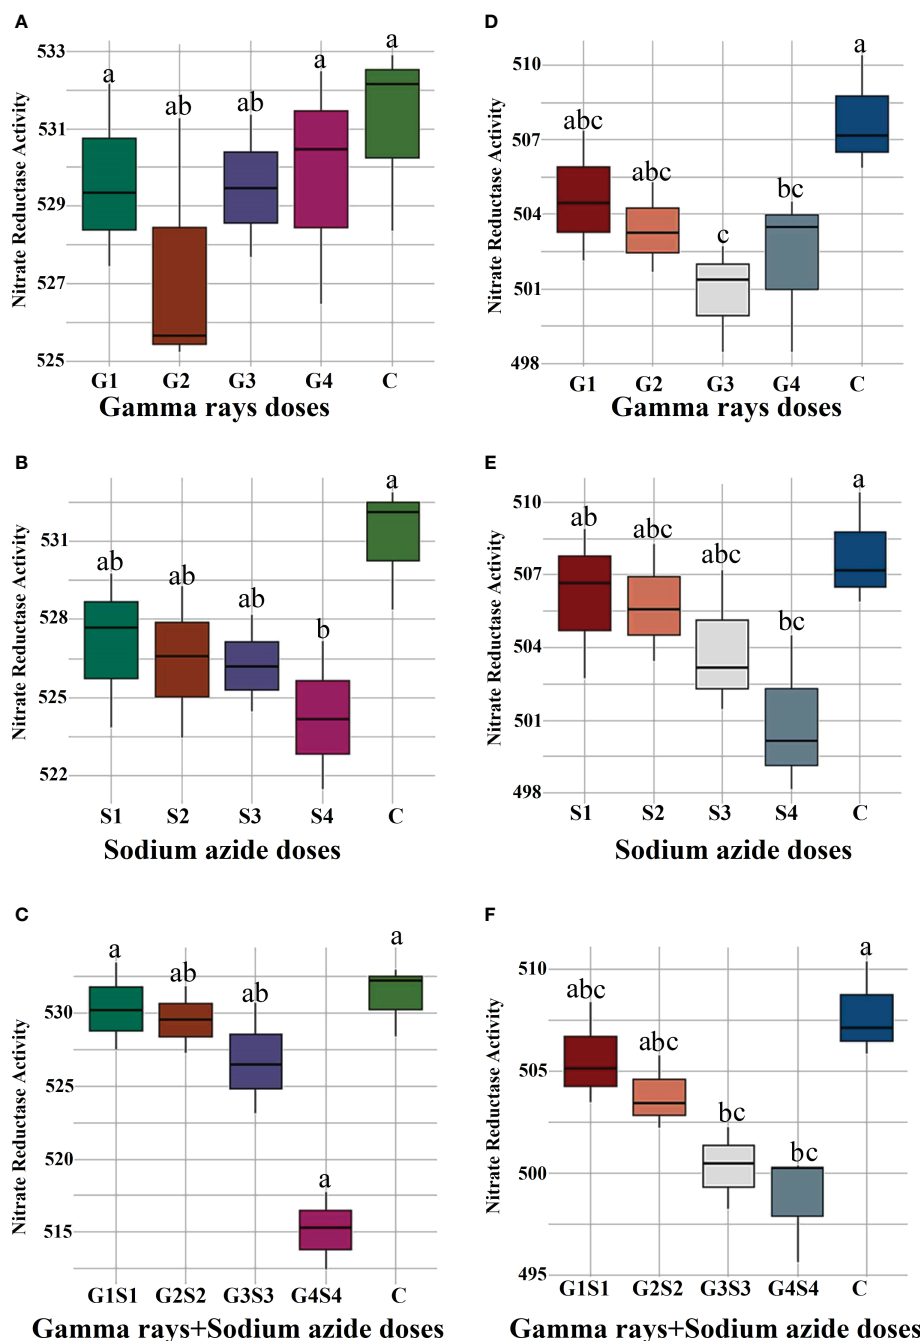 A
Nitrate Reductase Activity
533
531
529
527
525
a
ab
ab
a
a
G1 G2 G3 G4 C
Gamma rays doses
D
Nitrate Reductase Activity
510
507
504
501
498
abc
abc
c
bc
a
G1 G2 G3 G4 C
Gamma rays doses
B
Nitrate Reductase Activity
531
528
525
522
ab
ab
ab
b
a
S1 S2 S3 S4 C
Sodium azide doses
E
Nitrate Reductase Activity
510
507
504
501
498
ab
abc
abc
bc
a
S1 S2 S3 S4 C
Sodium azide doses
C
Nitrate Reductase Activity
530
525
520
515
a
ab
ab
a
a
G1S1 G2S2 G3S3 G4S4 C
Gamma rays+Sodium azide doses
F
Nitrate Reductase Activity
510
505
500
495
abc
abc
bc
bc
a
G1S1 G2S2 G3S3 G4S4 C
Gamma rays+Sodium azide doses